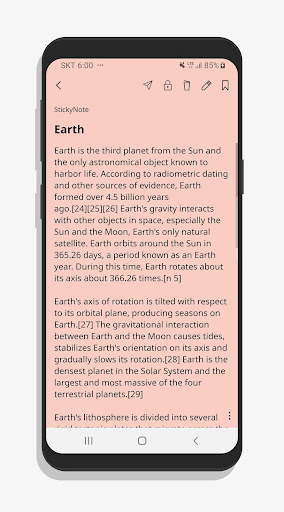 SKT 6:00 ··· 85%
StickyNote
Earth
Earth is the third planet from the Sun and
the only astronomical object known to
harbor life. According to radiometric dating
and other sources of evidence, Earth
formed over 4.5 billion years
ago.[24][25][26] Earth's gravity interacts
with other objects in space, especially the
Sun and the Moon, Earth's only natural
satellite. Earth orbits around the Sun in
365.26 days, a period known as an Earth
year. During this time, Earth rotates about
its axis about 366.26 times.[n 5]
Earth's axis of rotation is tilted with respect
to its orbital plane, producing seasons on
Earth.[27] The gravitational interaction
between Earth and the Moon causes tides,
stabilizes Earth's orientation on its axis and
gradually slows its rotation.[28] Earth is the
densest planet in the Solar System and the
largest and most massive of the four
terrestrial planets.[29]
Earth's lithosphere is divided into several